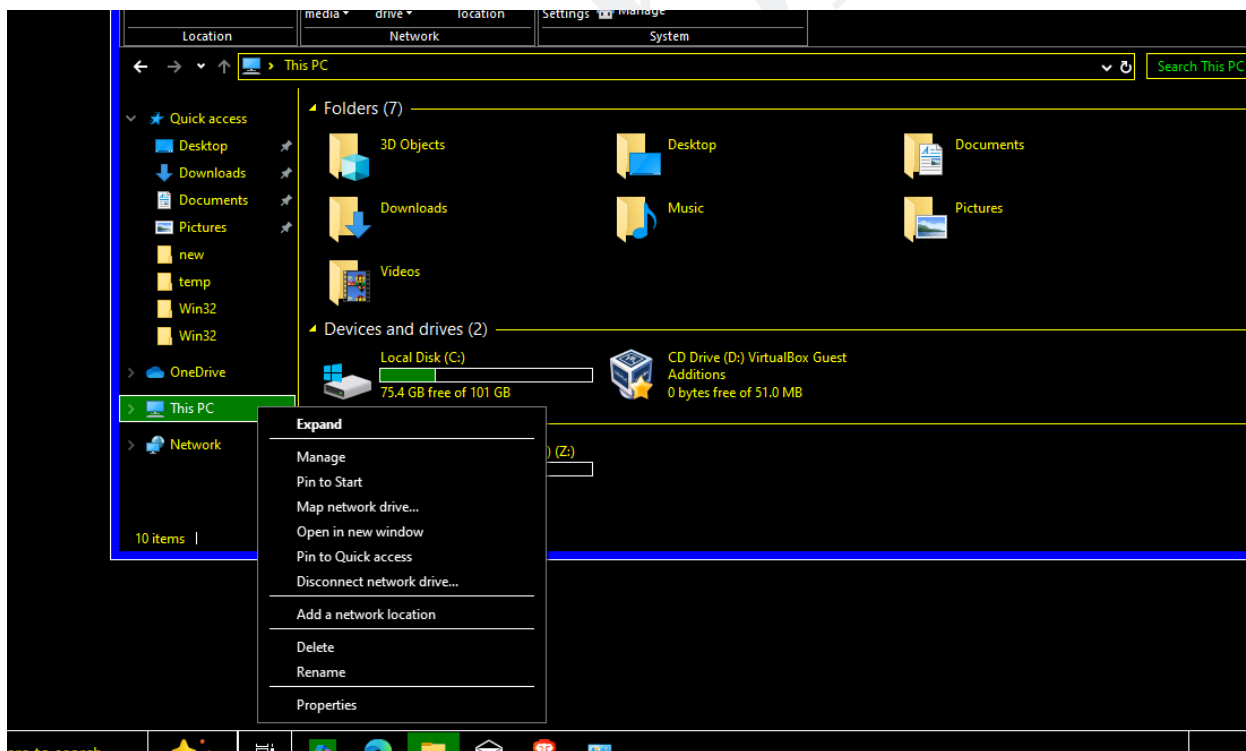 media drive location Settings Manage
Location Network System
This PC Search This PC
Quick access
Desktop
Downloads
Documents
Pictures
new
temp
Win32
Win32
OneDrive
This PC
Network
10 items
Folders (7)
3D Objects Desktop Documents
Downloads Music Pictures
Videos
Devices and drives (2)
Local Disk (C:)
75.4 GB free of 101 GB
CD Drive (D:) VirtualBox Guest
Additions
0 bytes free of 51.0 MB
) (Z:)
Expand
Manage
Pin to Start
Map network drive...
Open in new window
Pin to Quick access
Disconnect network drive...
Add a network location
Delete
Rename
Properties
to search